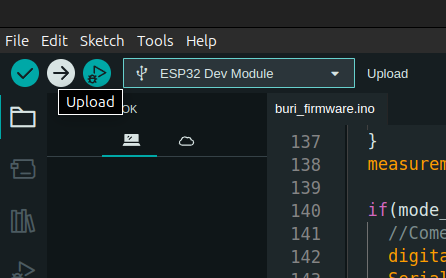 File Edit Sketch Tools Help
ESP32 Dev Module Upload
Upload
OK
buri_firmware.ino
137 }
138 measurem
139
140 if(mode_
141 //Come
142 digita
143 Serial